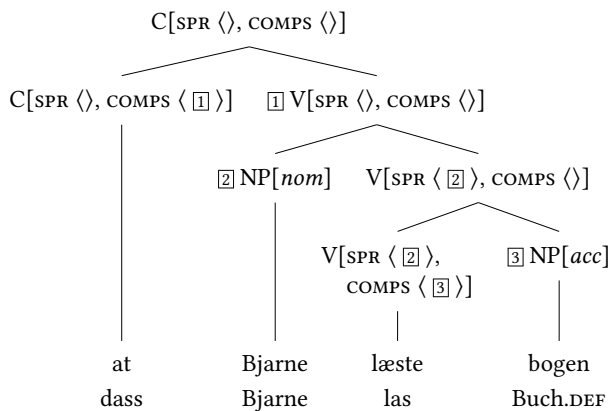 C[SPR ⟨⟩, COMPS ⟨⟩]
C[SPR ⟨⟩, COMPS ⟨ 1 ⟩] 1 V[SPR ⟨⟩, COMPS ⟨⟩]
2 NP[nom] V[SPR ⟨ 2 ⟩, COMPS ⟨⟩]
V[SPR ⟨ 2 ⟩, 3 NP[acc]
COMPS ⟨ 3 ⟩]
at Bjarne læste bogen
dass Bjarne las Buch.DEF